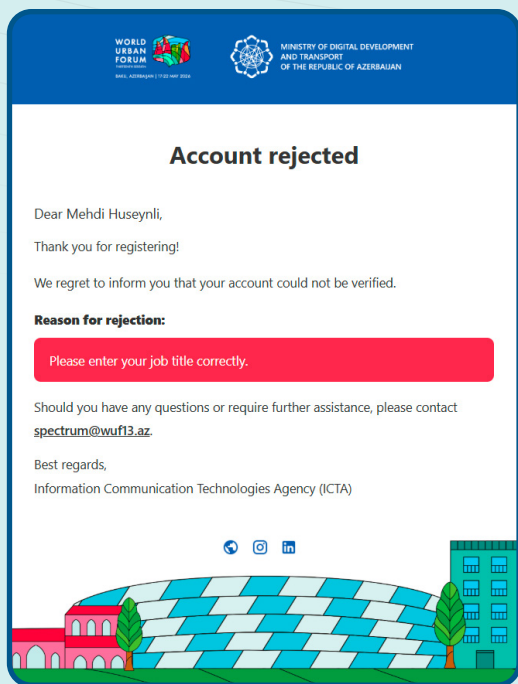 WORLD
URBAN
FORUM
BAKU, AZERBAIJAN | 17-22 MAY 2026
MINISTRY OF DIGITAL DEVELOPMENT
AND TRANSPORT
OF THE REPUBLIC OF AZERBAIJAN
Account rejected
Dear Mehdi Huseynli,
Thank you for registering!
We regret to inform you that your account could not be verified.
Reason for rejection:
Please enter your job title correctly.
Should you have any questions or require further assistance, please contact
spectrum@wuf13.az.
Best regards,
Information Communication Technologies Agency (ICTA)
in